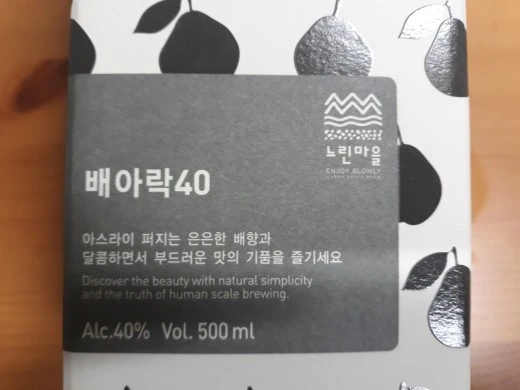 느린마을
ENJOY SLOWLY
배아락40
아스라이 퍼지는 은은한 배향과
달콤하면서 부드러운 맛의 기품을 즐기세요
Discover the beauty with natural simplicity
and the truth of human scale brewing.
Alc.40% Vol. 500 ml